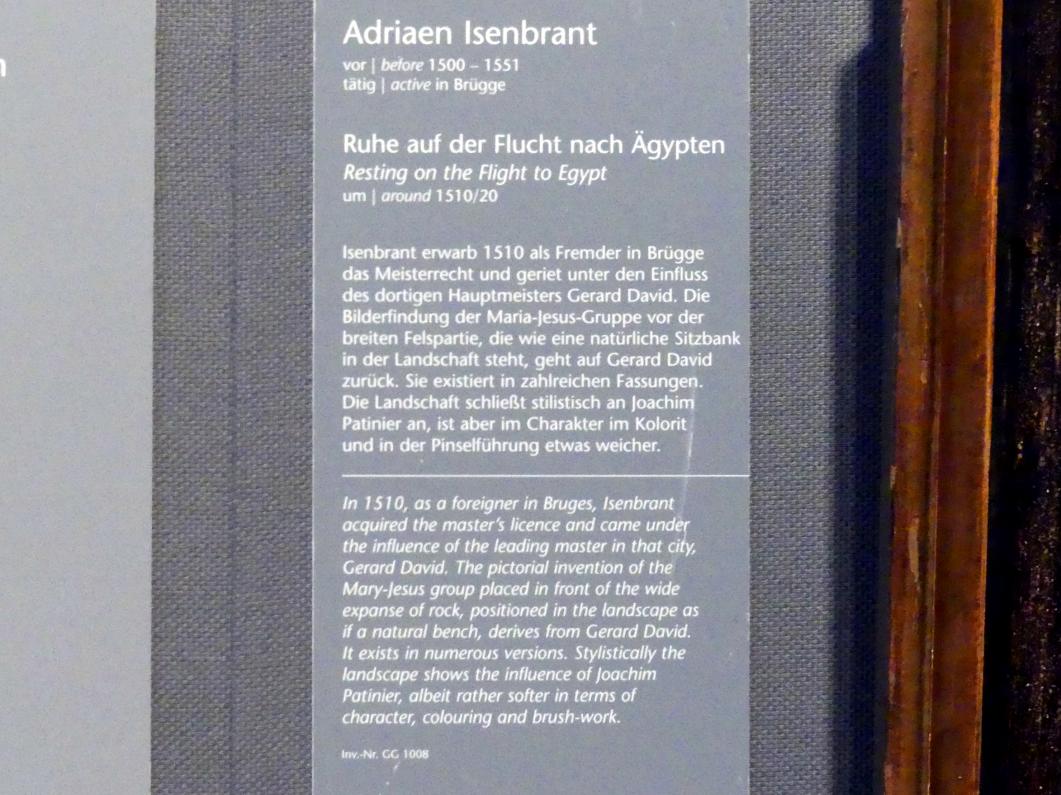 Adriaen Isenbrant
vor | before 1500 – 1551
tätig | active in Brügge
Ruhe auf der Flucht nach Ägypten
Resting on the Flight to Egypt
um | around 1510/20
Isenbrant erwarb 1510 als Fremder in Brügge
das Meisterrecht und geriet unter den Einfluss
des dortigen Hauptmeisters Gerard David. Die
Bilderfindung der Maria-Jesus-Gruppe vor der
breiten Felspartie, die wie eine natürliche Sitzbank
in der Landschaft steht, geht auf Gerard David
zurück. Sie existiert in zahlreichen Fassungen.
Die Landschaft schließt stilistisch an Joachim
Patinier an, ist aber im Charakter im Kolorit
und in der Pinselführung etwas weicher.
In 1510, as a foreigner in Bruges, Isenbrant
acquired the master's licence and came under
the influence of the leading master in that city,
Gerard David. The pictorial invention of the
Mary-Jesus group placed in front of the wide
expanse of rock, positioned in the landscape as
if a natural bench, derives from Gerard David.
It exists in numerous versions. Stylistically the
landscape shows the influence of Joachim
Patinier, albeit rather softer in terms of
character, colouring and brush-work.
Inv.-Nr. GG 1008